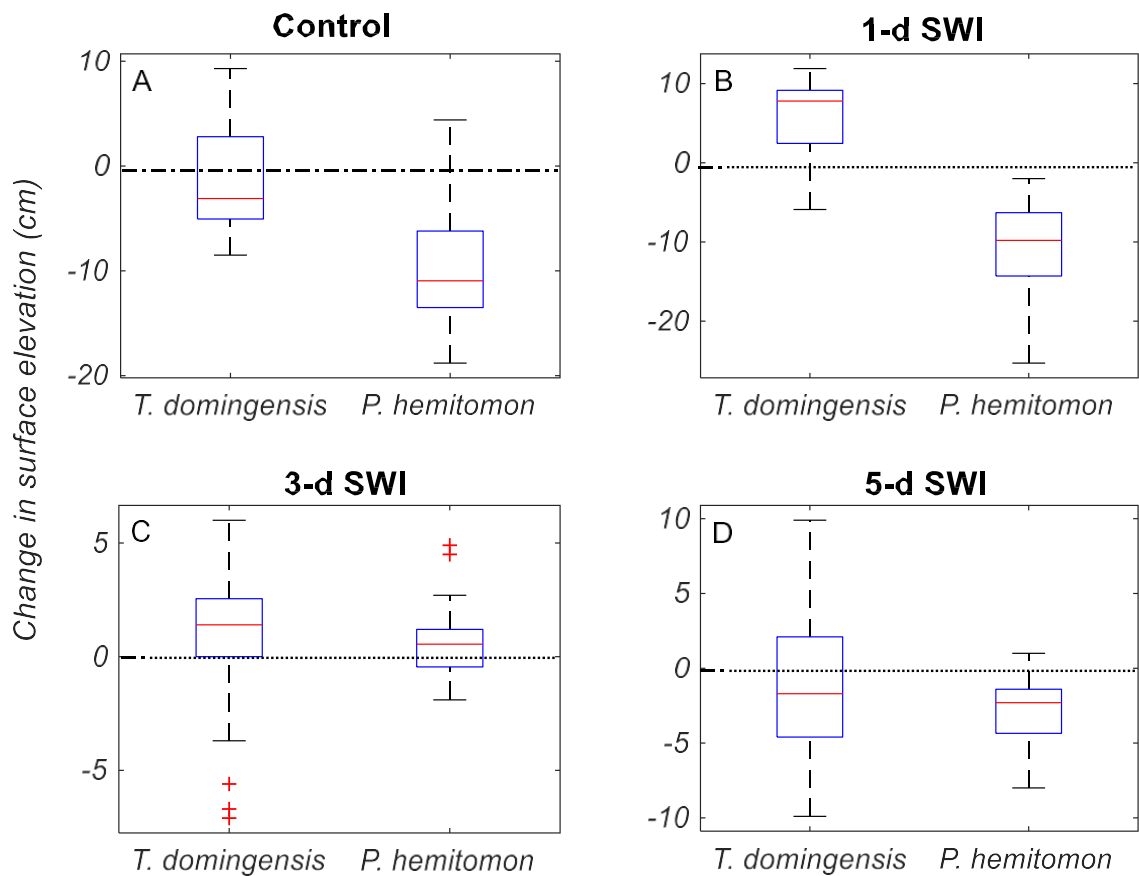 Change in surface elevation (cm)
Control
A
10
0
-10
-20
T. domingensis P. hemitomon
1-d SWI
B
10
0
-10
-20
T. domingensis P. hemitomon
3-d SWI
C
5
0
-5
T. domingensis P. hemitomon
5-d SWI
D
10
5
0
-5
-10
T. domingensis P. hemitomon